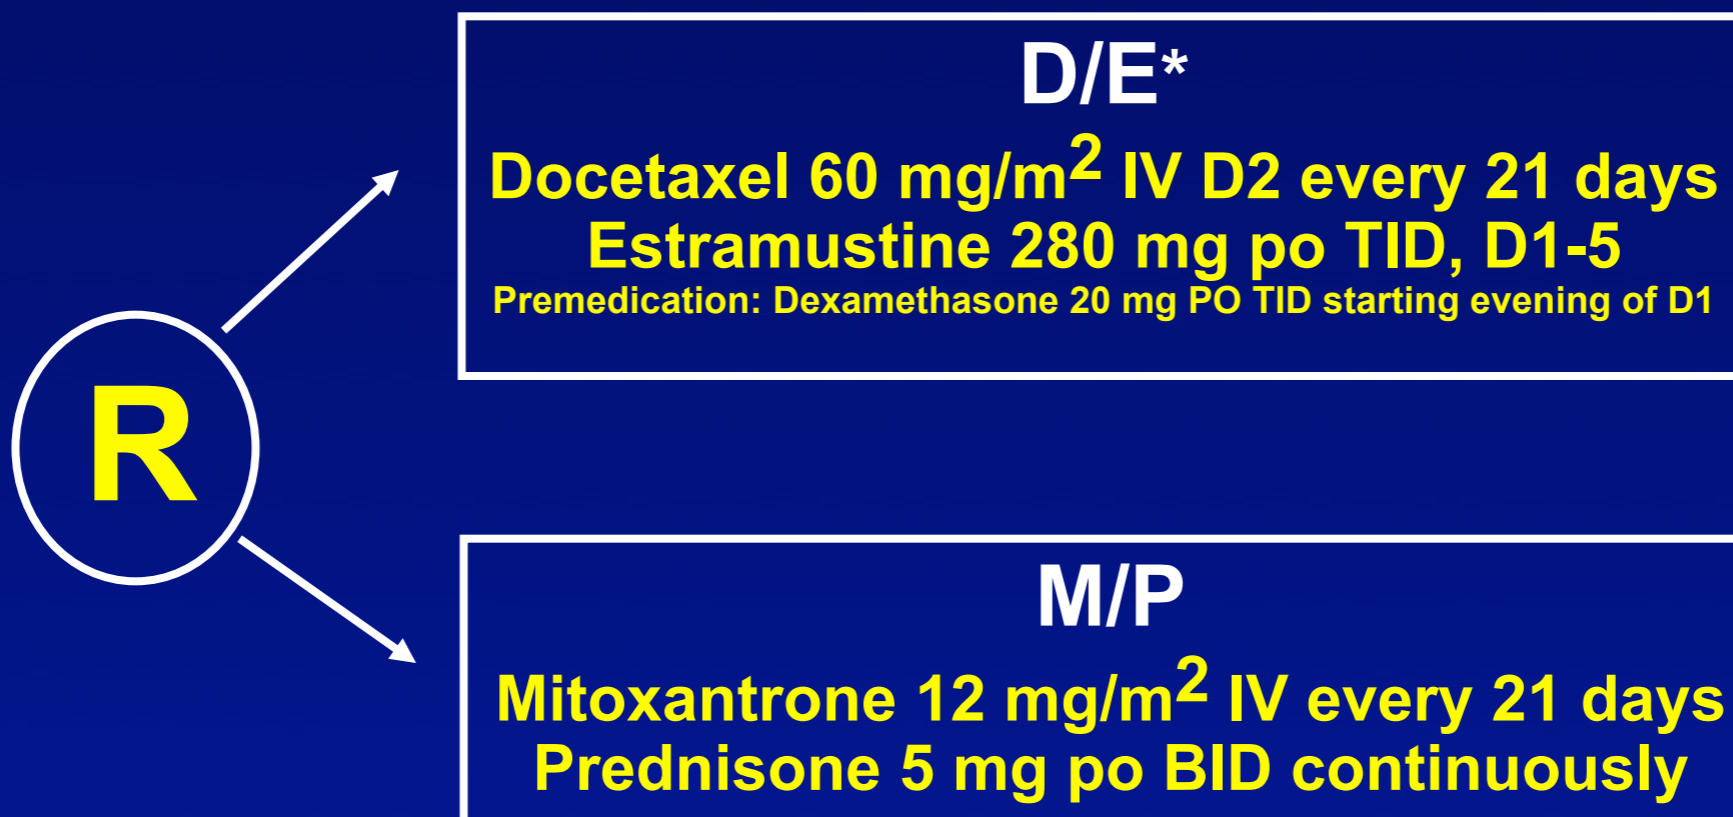 D/E*
Docetaxel 60 mg/m² IV D2 every 21 days
Estramustine 280 mg po TID, D1-5
Premedication: Dexamethasone 20 mg PO TID starting evening of D1
R
M/P
Mitoxantrone 12 mg/m² IV every 21 days
Prednisone 5 mg po BID continuously